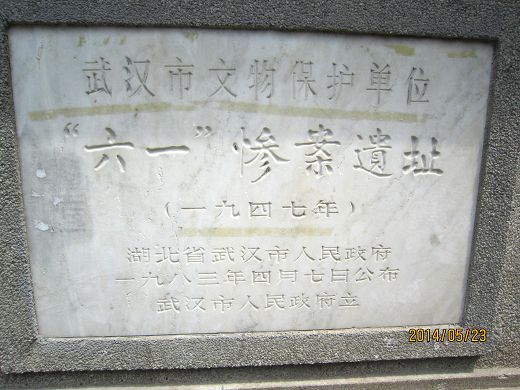 武汉市文物保护单位
“六一”惨案遺址
(一九四七年)
湖北省武汉市人民政府
一九八三年四月七日公布
武汉市人民政府立
2014/05/23